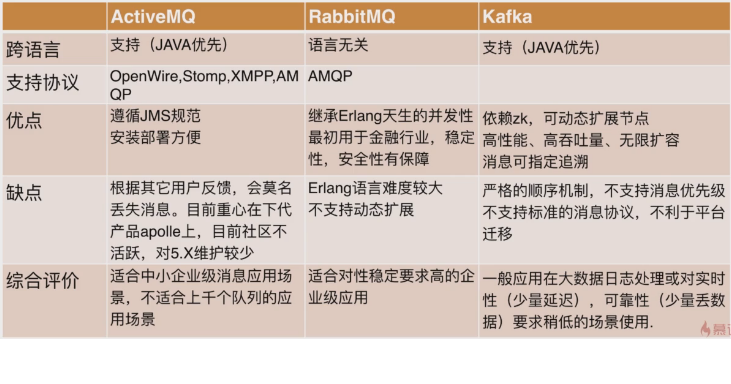 ActiveMQ RabbitMQ Kafka
跨语言 支持（JAVA优先） 语言无关 支持（JAVA优先）
支持协议 OpenWire,Stomp,XMPP,AM
QP AMQP
优点 遵循JMS规范
安装部署方便
继承Erlang天生的并发性
最初用于金融行业，稳定
性，安全性有保障
依赖zk，可动态扩展节点
高性能、高吞吐量、无限扩容
消息可指定追溯
缺点 根据其它用户反馈，会莫名
丢失消息。目前重心在下代
产品apolle上，目前社区不
活跃，对5.X维护较少
Erlang语言难度较大
不支持动态扩展
严格的顺序机制，不支持消息优先级
不支持标准的消息协议，不利于平台
迁移
综合评价 适合中小企业级消息应用场
景，不适合上千个队列的应
用场景
适合对性稳定要求高的企
业级应用
一般应用在大数据日志处理或对实时
性（少量延迟），可靠性（少量丢数
据）要求稍低的场景使用.